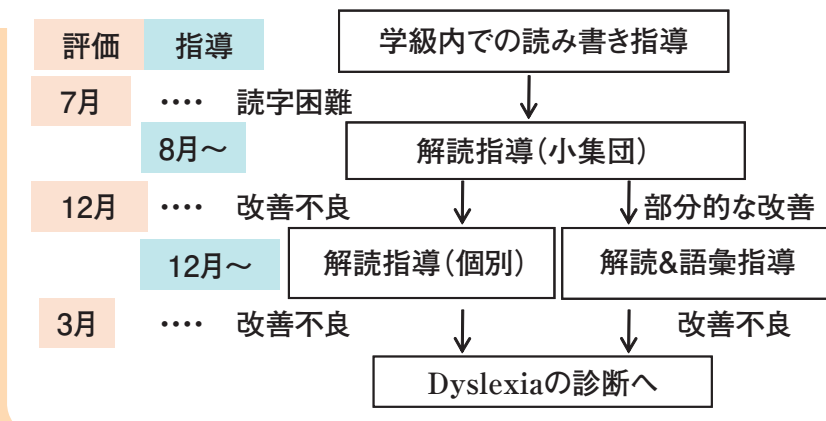 評価 指導 学級内での読み書き指導
7月 ‥‥ 読字困難
8月〜 解読指導(小集団)
12月 ‥‥ 改善不良 部分的な改善
12月〜 解読指導(個別) 解読&語彙指導
3月 ‥‥ 改善不良 改善不良
Dyslexiaの診断へ